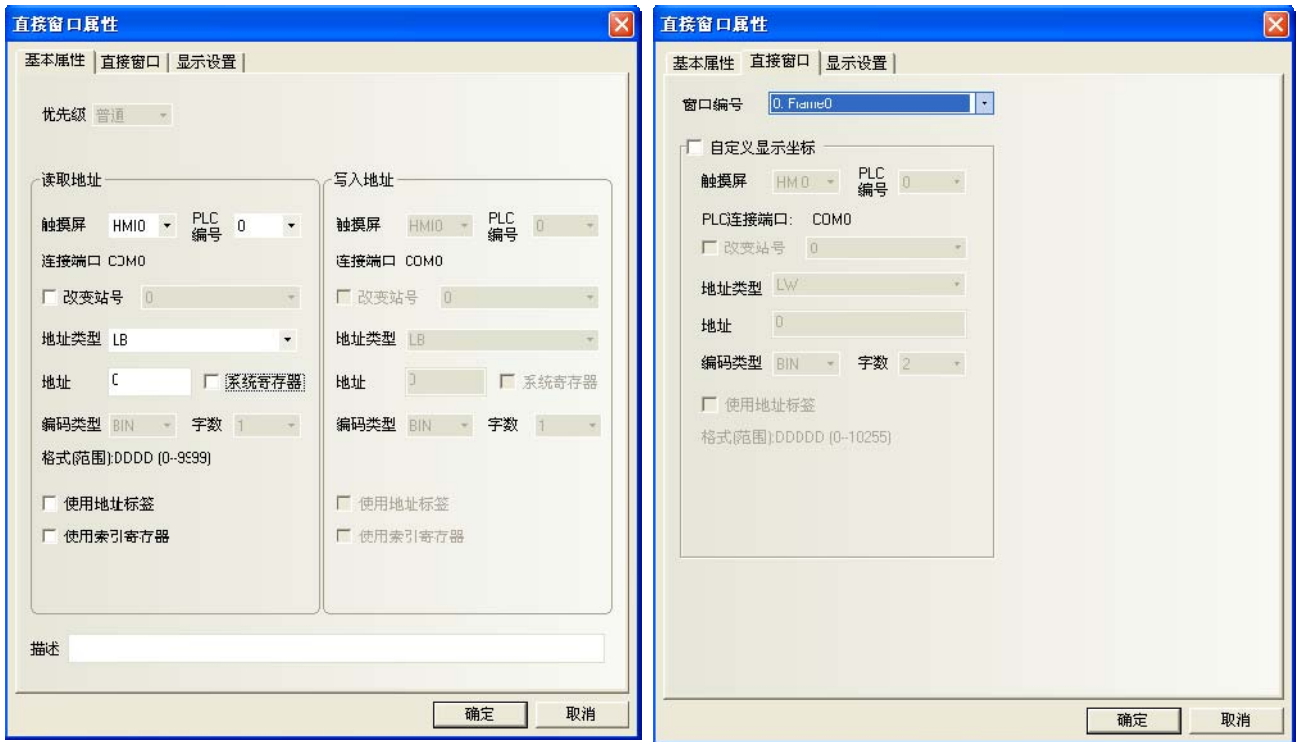 直接窗口属性
基本属性 直接窗口 显示设置
优先级 普通
读取地址
触摸屏 HMI0 PLC编号 0
连接端口 COM0
改变站号 0
地址类型 LB
地址 系统寄存器
编码类型 BIN 字数 1
格式(范围):DDDD (0--9999)
使用地址标签
使用索引寄存器
写入地址
触摸屏 HMI0 PLC编号 0
连接端口 COM0
改变站号 0
地址类型 LB
地址 系统寄存器
编码类型 BIN 字数 1
使用地址标签
使用索引寄存器
描述
确定 取消
直接窗口属性
基本属性 直接窗口 显示设置
窗口编号 0. Frame0
自定义显示坐标
触摸屏 HMI0 PLC编号 0
PLC连接端口: COM0
改变站号 0
地址类型 LW
地址 0
编码类型 BIN 字数 2
使用地址标签
格式(范围):DDDDD (0--10255)
确定 取消